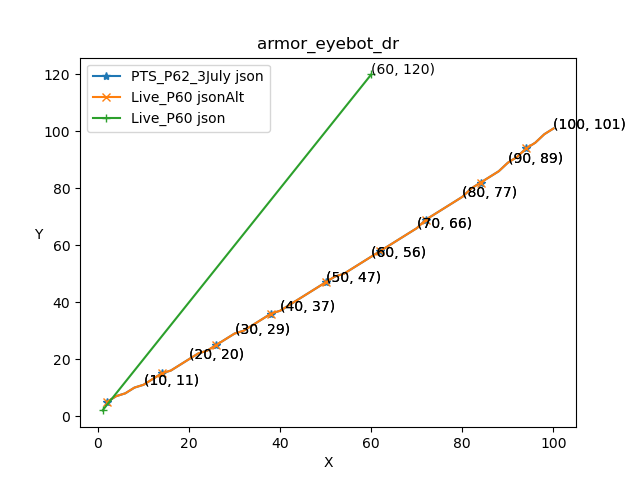 armor_eyebot_dr
PTS_P62_3July json
Live_P60 jsonAlt
Live_P60 json
(60, 120)
(100, 101)
(90, 89)
(80, 77)
(70, 66)
(60, 56)
(50, 47)
(40, 37)
(30, 29)
(20, 20)
(10, 11)
120
100
80
60
40
20
0
Y
0 20 40 60 80 100
X